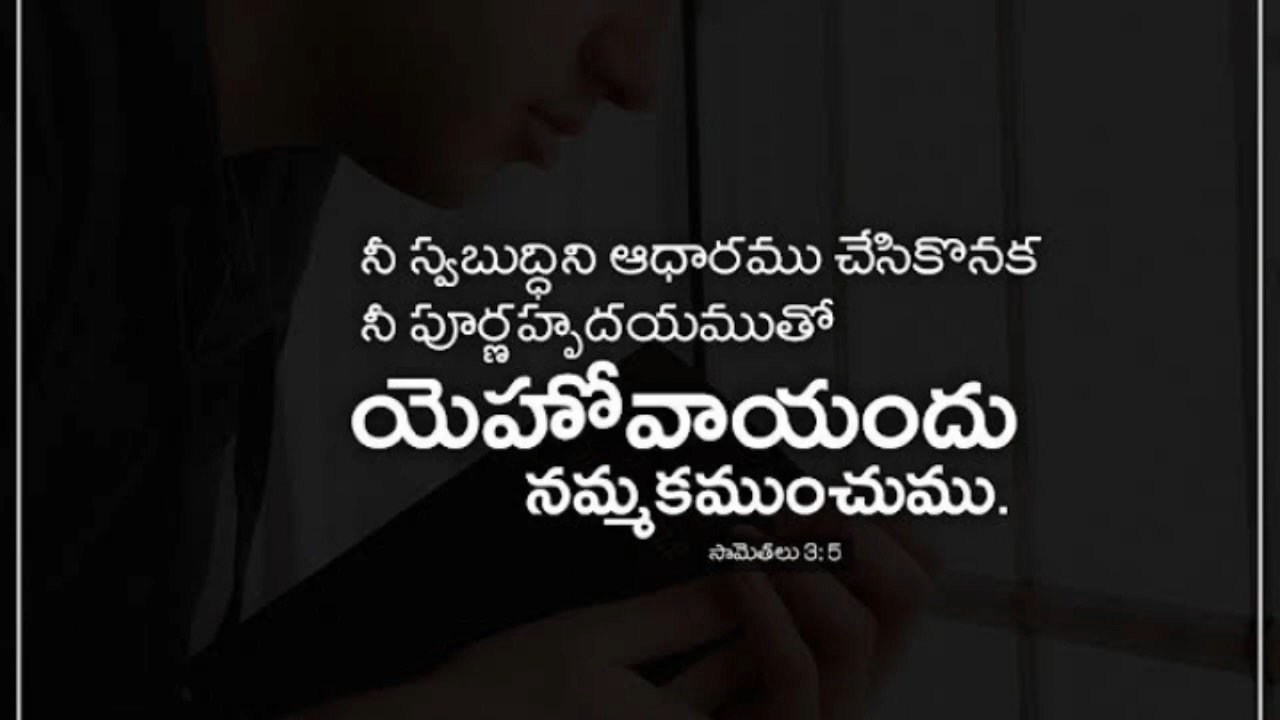 నీ స్వబుద్ధిని ఆధారము చేసికొనక
నీ పూర్ణహృదయముతో
యెహోవాయందు
నమ్మకముంచుము.
సామెతలు 3:5